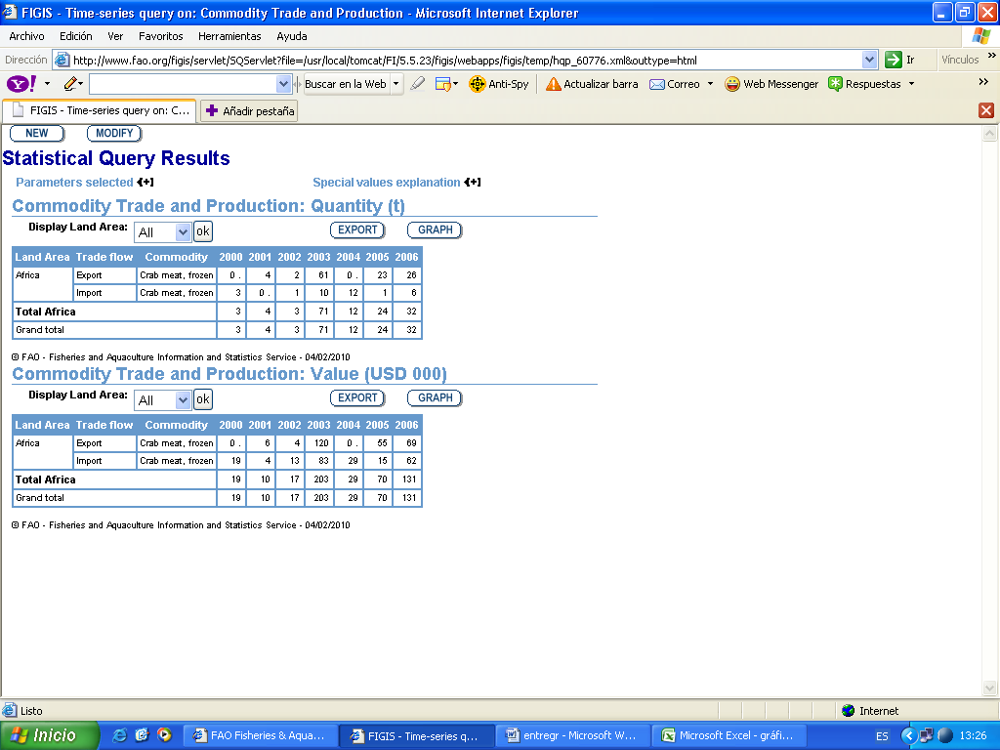 FIGIS - Time-series query on: Commodity Trade and Production - Microsoft Internet Explorer
Archivo Edición Ver Favoritos Herramientas Ayuda
Dirección http://www.fao.org/figis/servlet/SQServlet?file=/usr/local/tomcat/FI/5.5.23/figis/webapps/figis/temp/hqp_60776.xml&outtype=html Ir Vínculos »
Y! Buscar en la Web Anti-Spy Actualizar barra Correo Web Messenger Respuestas »
FIGIS - Time-series query on: C... Añadir pestaña
NEW MODIFY
Statistical Query Results
Parameters selected {+} Special values explanation {+}
Commodity Trade and Production: Quantity (t)
Display Land Area: All ok EXPORT GRAPH
Land Area Trade flow Commodity 2000 2001 2002 2003 2004 2005 2006
Africa Export Crab meat, frozen 0 . 4 2 61 0 . 23 26
Import Crab meat, frozen 3 0 . 1 10 12 1 6
Total Africa 3 4 3 71 12 24 32
Grand total 3 4 3 71 12 24 32
© FAO - Fisheries and Aquaculture Information and Statistics Service - 04/02/2010
Commodity Trade and Production: Value (USD 000)
Display Land Area: All ok EXPORT GRAPH
Land Area Trade flow Commodity 2000 2001 2002 2003 2004 2005 2006
Africa Export Crab meat, frozen 0 . 6 4 120 0 . 55 69
Import Crab meat, frozen 19 4 13 83 29 15 62
Total Africa 19 10 17 203 29 70 131
Grand total 19 10 17 203 29 70 131
© FAO - Fisheries and Aquaculture Information and Statistics Service - 04/02/2010
Listo Internet
Inicio FAO Fisheries & Aqua... FIGIS - Time-series q... entregr - Microsoft W... Microsoft Excel - gráfi... ES 13:26